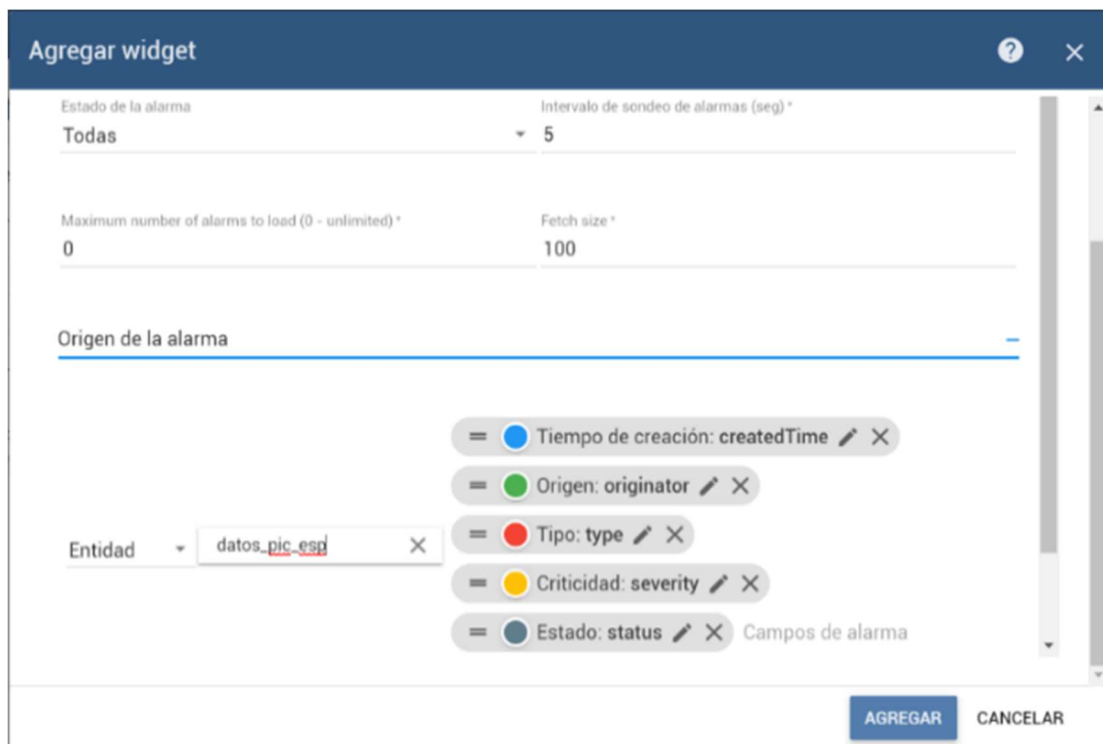 Agregar widget
Estado de la alarma
Todas
Intervalo de sondeo de alarmas (seg) *
5
Maximum number of alarms to load (0 - unlimited) *
0
Fetch size *
100
Origen de la alarma
Entidad
datos_pic_esp
Tiempo de creación: createdTime
Origen: originator
Tipo: type
Criticidad: severity
Estado: status
Campos de alarma
AGREGAR
CANCELAR